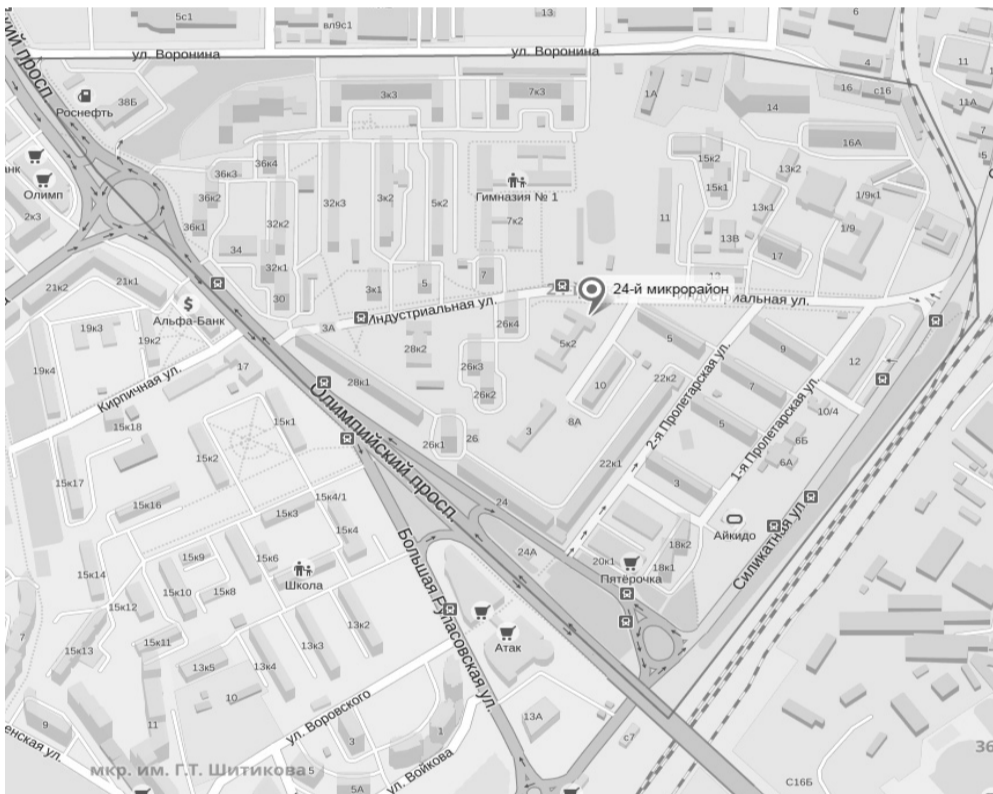 5с1
вл9с1
13
6
ул. Воронина
ул. Воронина
4
11
Роснефть
38Б
3к3
7к3
1А
14
16
с16
11А
7
16А
Олимп
2к3
36к4
36к3
36к2
36к1
32к3
3к2
5к2
Гимназия № 1
7к2
15к2
15к1
13к2
13к1
1/9к1
1/9
11
13В
17
34
32к2
32к1
30
3к1
5
7
13
24-й микрорайон
Индустриальная ул.
Индустриальная ул.
21к2
21к1
Альфа-Банк
19к3
19к2
19к4
3А
28к2
26к4
5к2
5
9
12
Кирпичная ул.
17
28к1
26к3
26к2
10
22к2
7
10/4
15к18
15к1
Олимпийский просп.
26к1
26
3
8А
2-я Пролетарская ул.
5
1-я Пролетарская ул.
6Б
6А
15к17
15к2
22к1
3
15к16
15к4/1
15к3
15к4
24
Айкидо
Силикатная ул.
15к9
15к6
Школа
24А
20к1
18к2
18к1
Пятёрочка
15к14
15к12
15к10
15к8
Большая Руласовская ул.
7
15к13
15к11
13к5
13к4
13к3
13к2
Атак
10
ул. Воровского
9
11
3
1
13А
с7
ул. Войкова
мкр. им. Г.Т. Шитикова
5
5А
С16Б
36